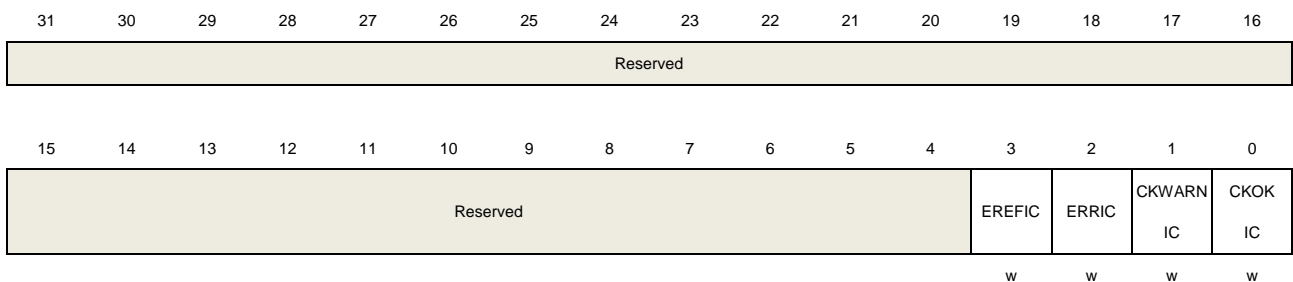 31 30 29 28 27 26 25 24 23 22 21 20 19 18 17 16
Reserved
15 14 13 12 11 10 9 8 7 6 5 4 3 2 1 0
Reserved EREFIC ERRIC CKWARN IC CKOK IC
w w w w